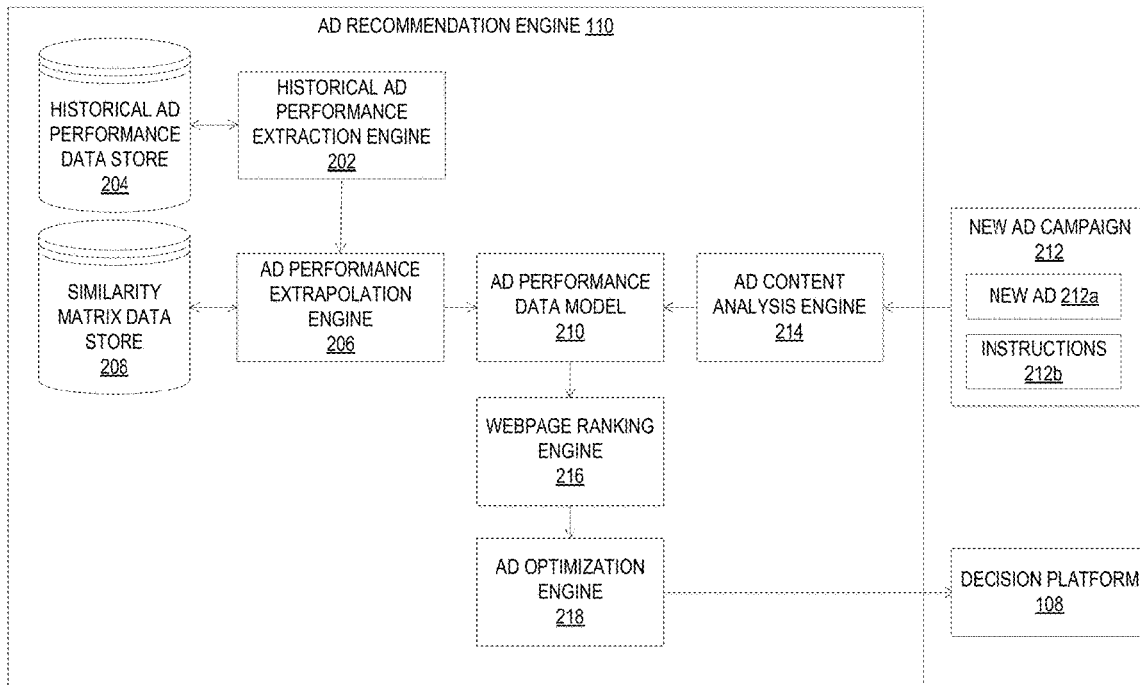 AD RECOMMENDATION ENGINE 110
HISTORICAL AD
PERFORMANCE
DATA STORE
204
HISTORICAL AD
PERFORMANCE
EXTRACTION ENGINE
202
SIMILARITY
MATRIX DATA
STORE
208
AD PERFORMANCE
EXTRAPOLATION
ENGINE
206
AD PERFORMANCE
DATA MODEL
210
AD CONTENT
ANALYSIS ENGINE
214
NEW AD CAMPAIGN
212
NEW AD 212a
INSTRUCTIONS
212b
WEBPAGE RANKING
ENGINE
216
AD OPTIMIZATION
ENGINE
218
DECISION PLATFORM
108